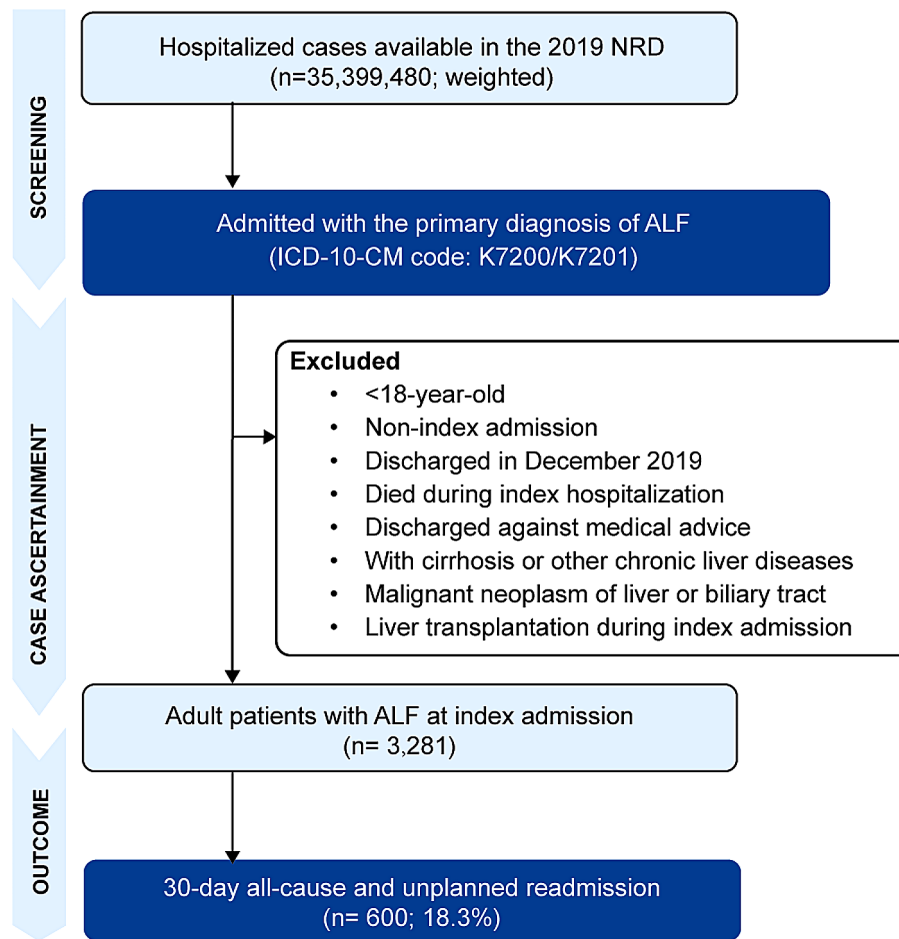 SCREENING
Hospitalized cases available in the 2019 NRD
(n=35,399,480; weighted)
Admitted with the primary diagnosis of ALF
(ICD-10-CM code: K7200/K7201)
CASE ASCERTAINMENT
Excluded
• <18-year-old
• Non-index admission
• Discharged in December 2019
• Died during index hospitalization
• Discharged against medical advice
• With cirrhosis or other chronic liver diseases
• Malignant neoplasm of liver or biliary tract
• Liver transplantation during index admission
Adult patients with ALF at index admission
(n= 3,281)
OUTCOME
30-day all-cause and unplanned readmission
(n= 600; 18.3%)